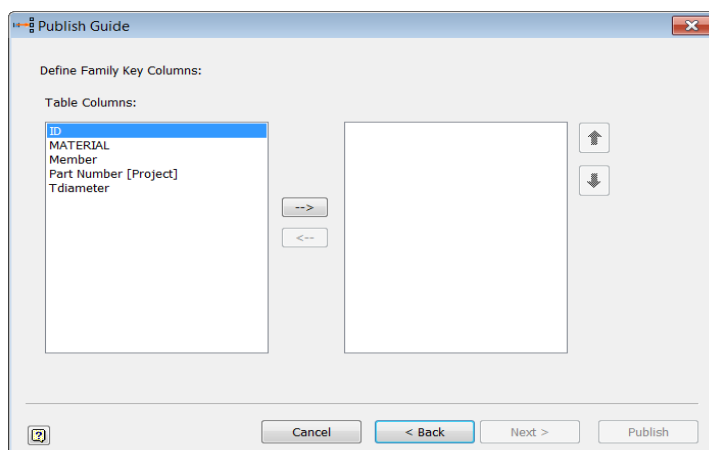 Publish Guide
Define Family Key Columns:
Table Columns:
ID
MATERIAL
Member
Part Number [Project]
Tdiameter
-->
<--
Cancel
< Back
Next >
Publish